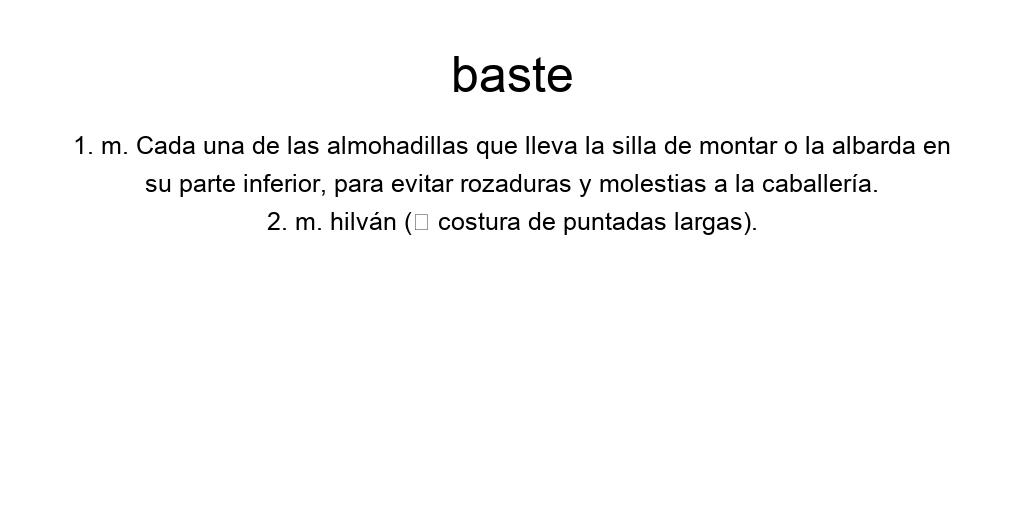 baste
1. m. Cada una de las almohadillas que lleva la silla de montar o la albarda en
su parte inferior, para evitar rozaduras y molestias a la caballería.
2. m. hilván (▯ costura de puntadas largas).